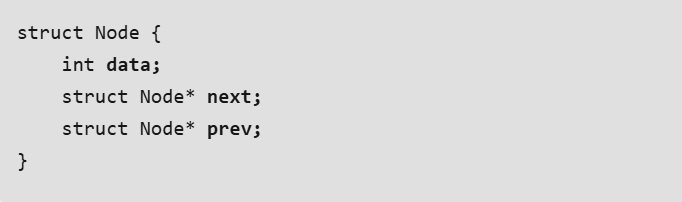 struct Node {
    int data;
    struct Node* next;
    struct Node* prev;
}